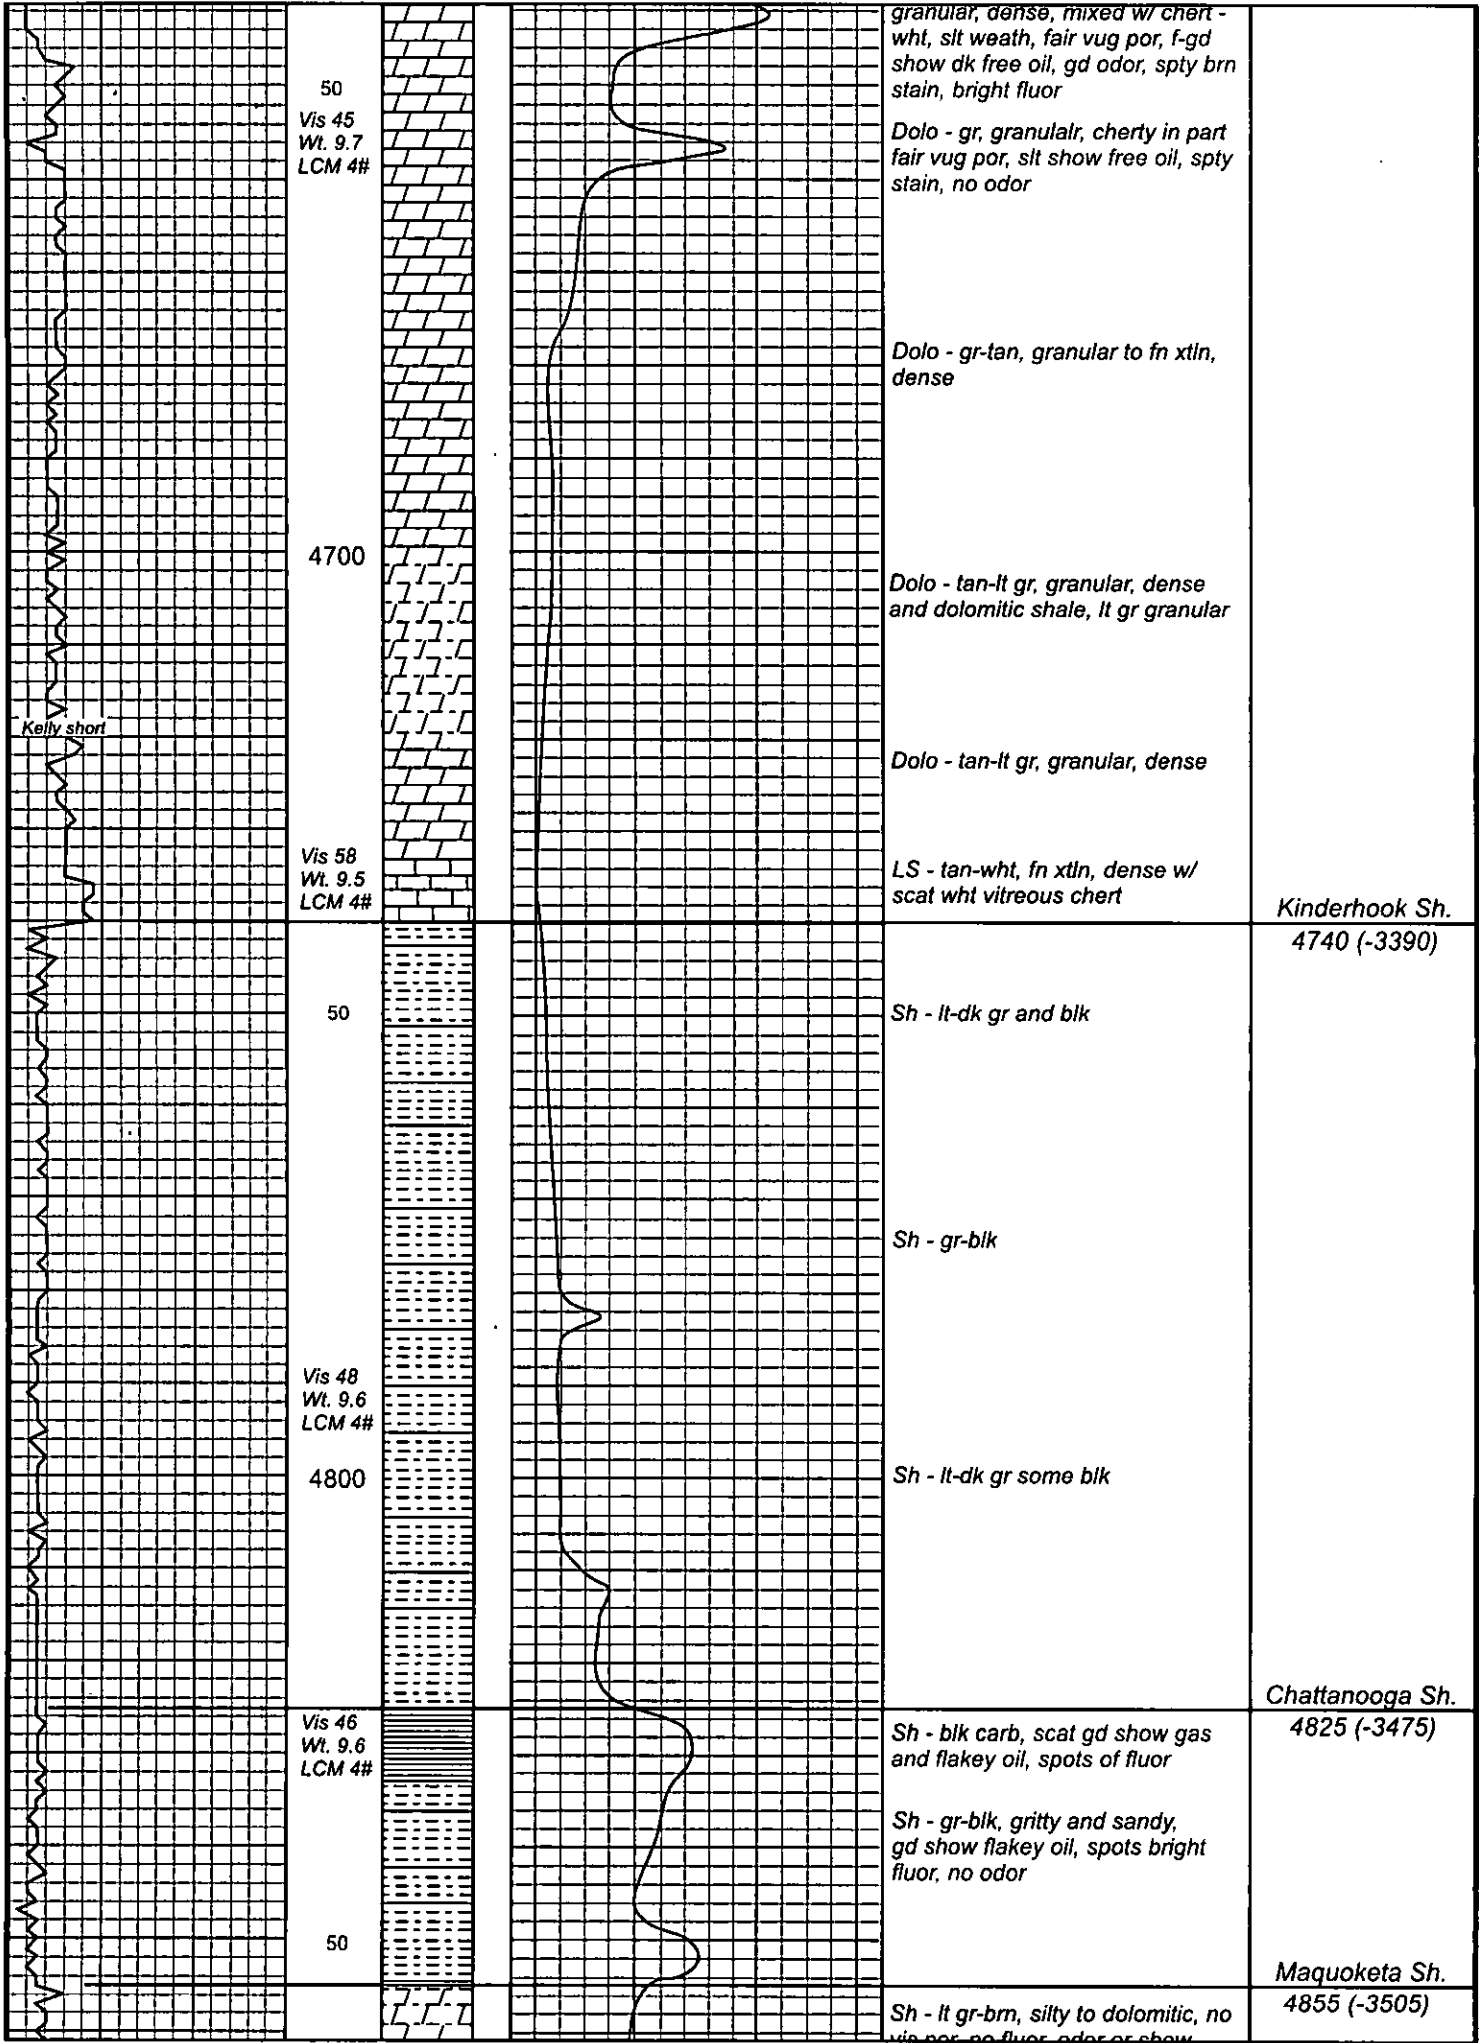 granular, dense, mixed w/ chert -
wht, slt weath, fair vug por, f-gd
show dk free oil, gd odor, spty brn
stain, bright fluor
50
Vis 45
Wt. 9.7
LCM 4#
Dolo - gr, granulalr, cherty in part
fair vug por, slt show free oil, spty
stain, no odor
Dolo - gr-tan, granular to fn xtln,
dense
4700
Dolo - tan-lt gr, granular, dense
and dolomitic shale, lt gr granular
Kelly short
Dolo - tan-lt gr, granular, dense
Vis 58
Wt. 9.5
LCM 4#
LS - tan-wht, fn xtln, dense w/
scat wht vitreous chert
Kinderhook Sh.
4740 (-3390)
50
Sh - lt-dk gr and blk
Sh - gr-blk
Vis 48
Wt. 9.6
LCM 4#
4800
Sh - lt-dk gr some blk
Chattanooga Sh.
4825 (-3475)
Vis 46
Wt. 9.6
LCM 4#
Sh - blk carb, scat gd show gas
and flakey oil, spots of fluor
Sh - gr-blk, gritty and sandy,
gd show flakey oil, spots bright
fluor, no odor
50
Maquoketa Sh.
4855 (-3505)
Sh - lt gr-brn, silty to dolomitic, no
vis por, no fluor, odor or show